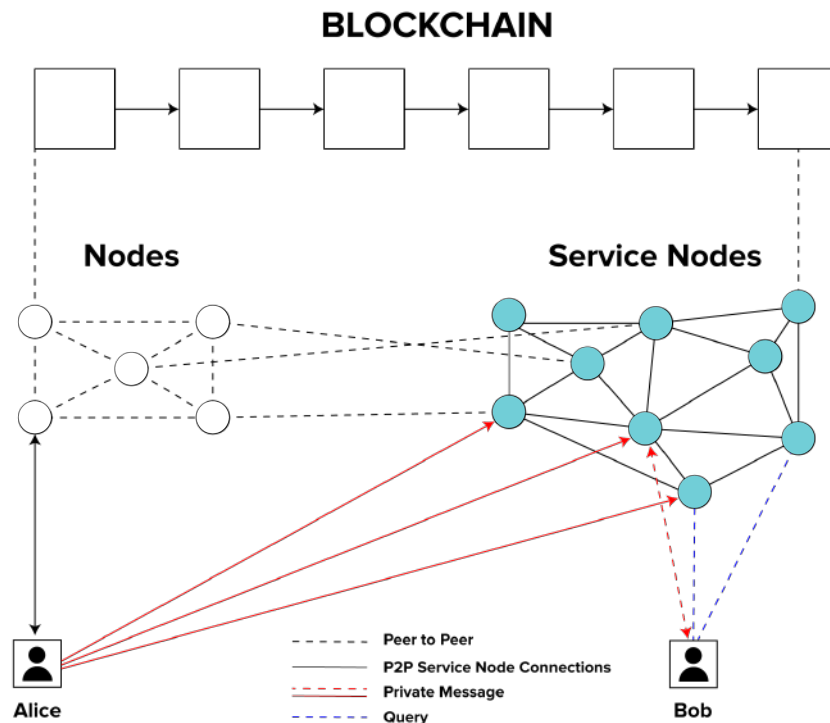 BLOCKCHAIN
Nodes
Service Nodes
Peer to Peer
P2P Service Node Connections
Private Message
Query
Alice
Bob